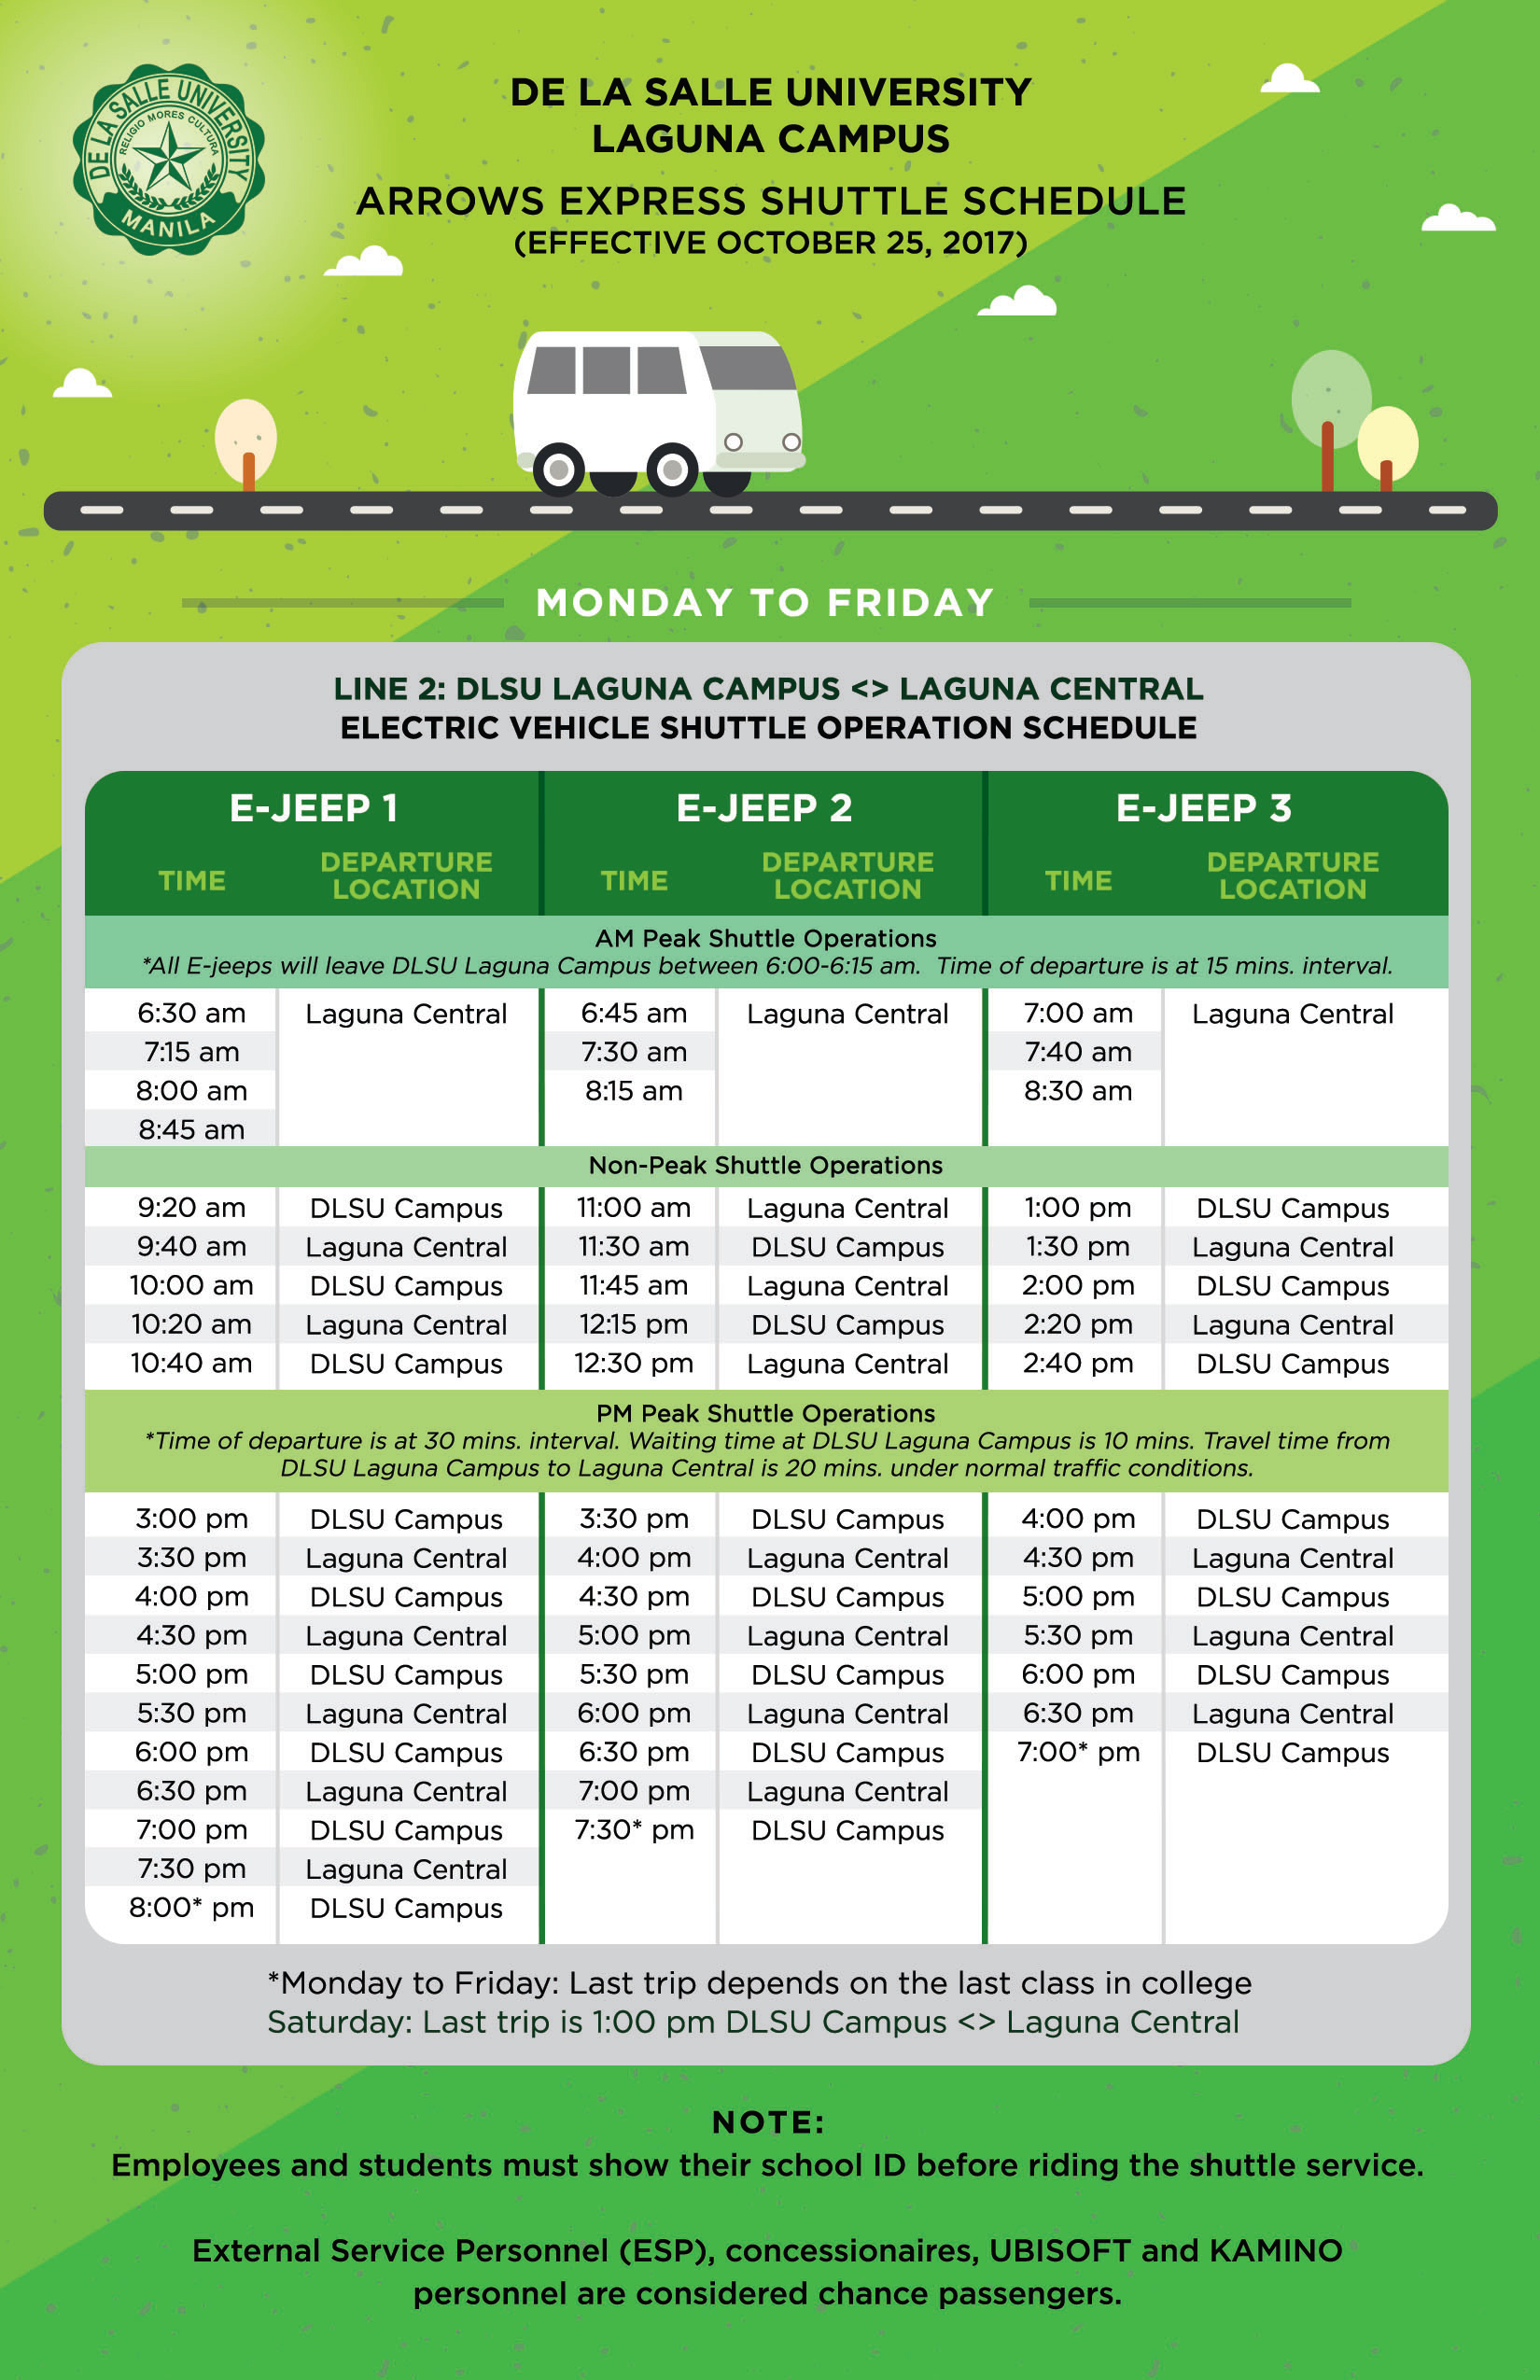 DE LA SALLE UNIVERSITY
RELIGIO MORES CULTURA
MANILA
DE LA SALLE UNIVERSITY
LAGUNA CAMPUS
ARROWS EXPRESS SHUTTLE SCHEDULE
(EFFECTIVE OCTOBER 25, 2017)
MONDAY TO FRIDAY
LINE 2: DLSU LAGUNA CAMPUS <> LAGUNA CENTRAL
ELECTRIC VEHICLE SHUTTLE OPERATION SCHEDULE
E-JEEP 1 E-JEEP 2 E-JEEP 3
TIME DEPARTURE LOCATION TIME DEPARTURE LOCATION TIME DEPARTURE LOCATION
AM Peak Shuttle Operations
*All E-jeeps will leave DLSU Laguna Campus between 6:00-6:15 am. Time of departure is at 15 mins. interval.
6:30 am Laguna Central 6:45 am Laguna Central 7:00 am Laguna Central
7:15 am 7:30 am 7:40 am
8:00 am 8:15 am 8:30 am
8:45 am
Non-Peak Shuttle Operations
9:20 am DLSU Campus 11:00 am Laguna Central 1:00 pm DLSU Campus
9:40 am Laguna Central 11:30 am DLSU Campus 1:30 pm Laguna Central
10:00 am DLSU Campus 11:45 am Laguna Central 2:00 pm DLSU Campus
10:20 am Laguna Central 12:15 pm DLSU Campus 2:20 pm Laguna Central
10:40 am DLSU Campus 12:30 pm Laguna Central 2:40 pm DLSU Campus
PM Peak Shuttle Operations
*Time of departure is at 30 mins. interval. Waiting time at DLSU Laguna Campus is 10 mins. Travel time from
DLSU Laguna Campus to Laguna Central is 20 mins. under normal traffic conditions.
3:00 pm DLSU Campus 3:30 pm DLSU Campus 4:00 pm DLSU Campus
3:30 pm Laguna Central 4:00 pm Laguna Central 4:30 pm Laguna Central
4:00 pm DLSU Campus 4:30 pm DLSU Campus 5:00 pm DLSU Campus
4:30 pm Laguna Central 5:00 pm Laguna Central 5:30 pm Laguna Central
5:00 pm DLSU Campus 5:30 pm DLSU Campus 6:00 pm DLSU Campus
5:30 pm Laguna Central 6:00 pm Laguna Central 6:30 pm Laguna Central
6:00 pm DLSU Campus 6:30 pm DLSU Campus 7:00* pm DLSU Campus
6:30 pm Laguna Central 7:00 pm Laguna Central
7:00 pm DLSU Campus 7:30* pm DLSU Campus
7:30 pm Laguna Central
8:00* pm DLSU Campus
*Monday to Friday: Last trip depends on the last class in college
Saturday: Last trip is 1:00 pm DLSU Campus <> Laguna Central
NOTE:
Employees and students must show their school ID before riding the shuttle service.
External Service Personnel (ESP), concessionaires, UBISOFT and KAMINO
personnel are considered chance passengers.